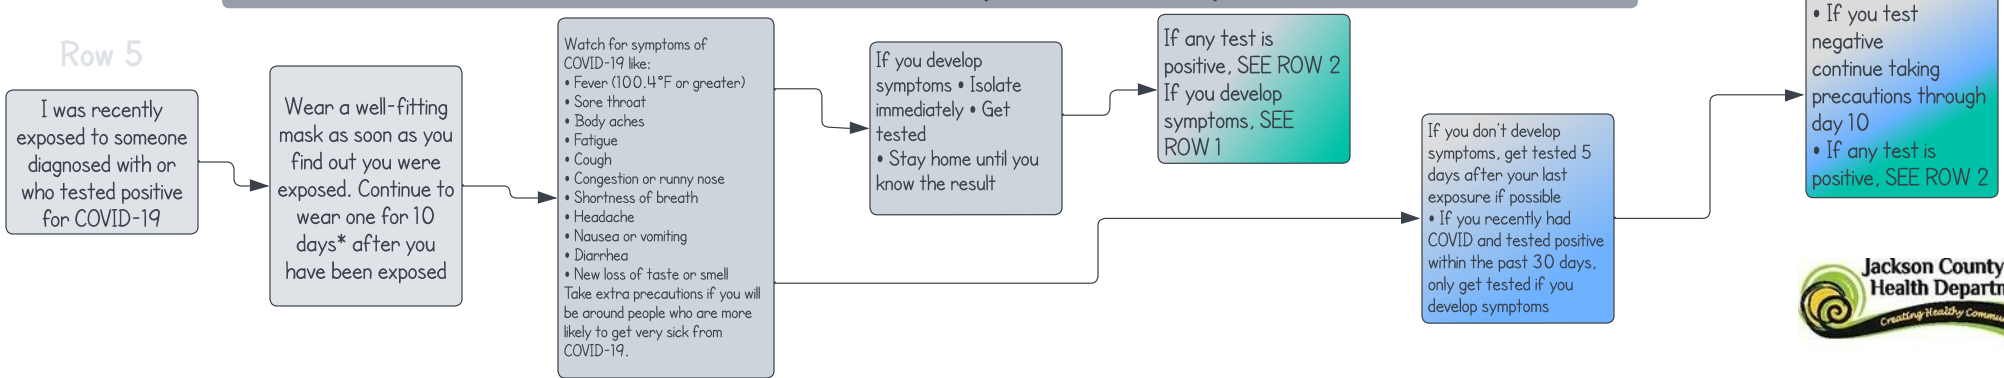 Row 5
I was recently
exposed to someone
diagnosed with or
who tested positive
for COVID-19
Wear a well-fitting
mask as soon as you
find out you were
exposed. Continue to
wear one for 10
days* after you
have been exposed
Watch for symptoms of
COVID-19 like:
• Fever (100.4°F or greater)
• Sore throat
• Body aches
• Fatigue
• Cough
• Congestion or runny nose
• Shortness of breath
• Headache
• Nausea or vomiting
• Diarrhea
• New loss of taste or smell
Take extra precautions if you will
be around people who are more
likely to get very sick from
COVID-19.
If you develop
symptoms • Isolate
immediately • Get
tested
• Stay home until you
know the result
If any test is
positive, SEE ROW 2
If you develop
symptoms, SEE
ROW 1
If you don't develop
symptoms, get tested 5
days after your last
exposure if possible
• If you recently had
COVID and tested positive
within the past 30 days,
only get tested if you
develop symptoms
• If you test
negative
continue taking
precautions through
day 10
• If any test is
positive, SEE ROW 2
Jackson County
Health Departm
Creating Healthy Commu